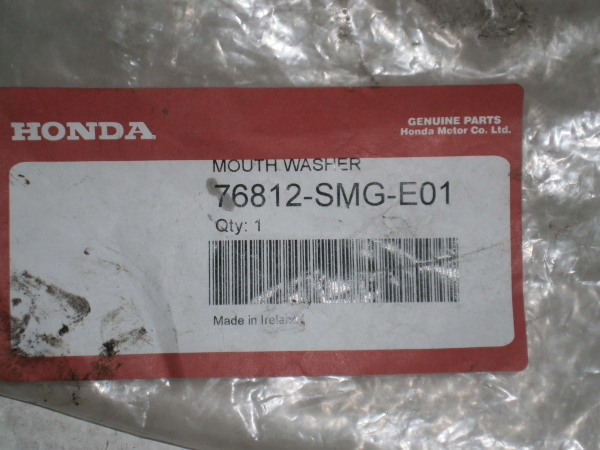 HONDA
GENUINE PARTS
Honda Motor Co. Ltd.
MOUTH WASHER
76812-SMG-E01
Qty: 1
Made in Ireland